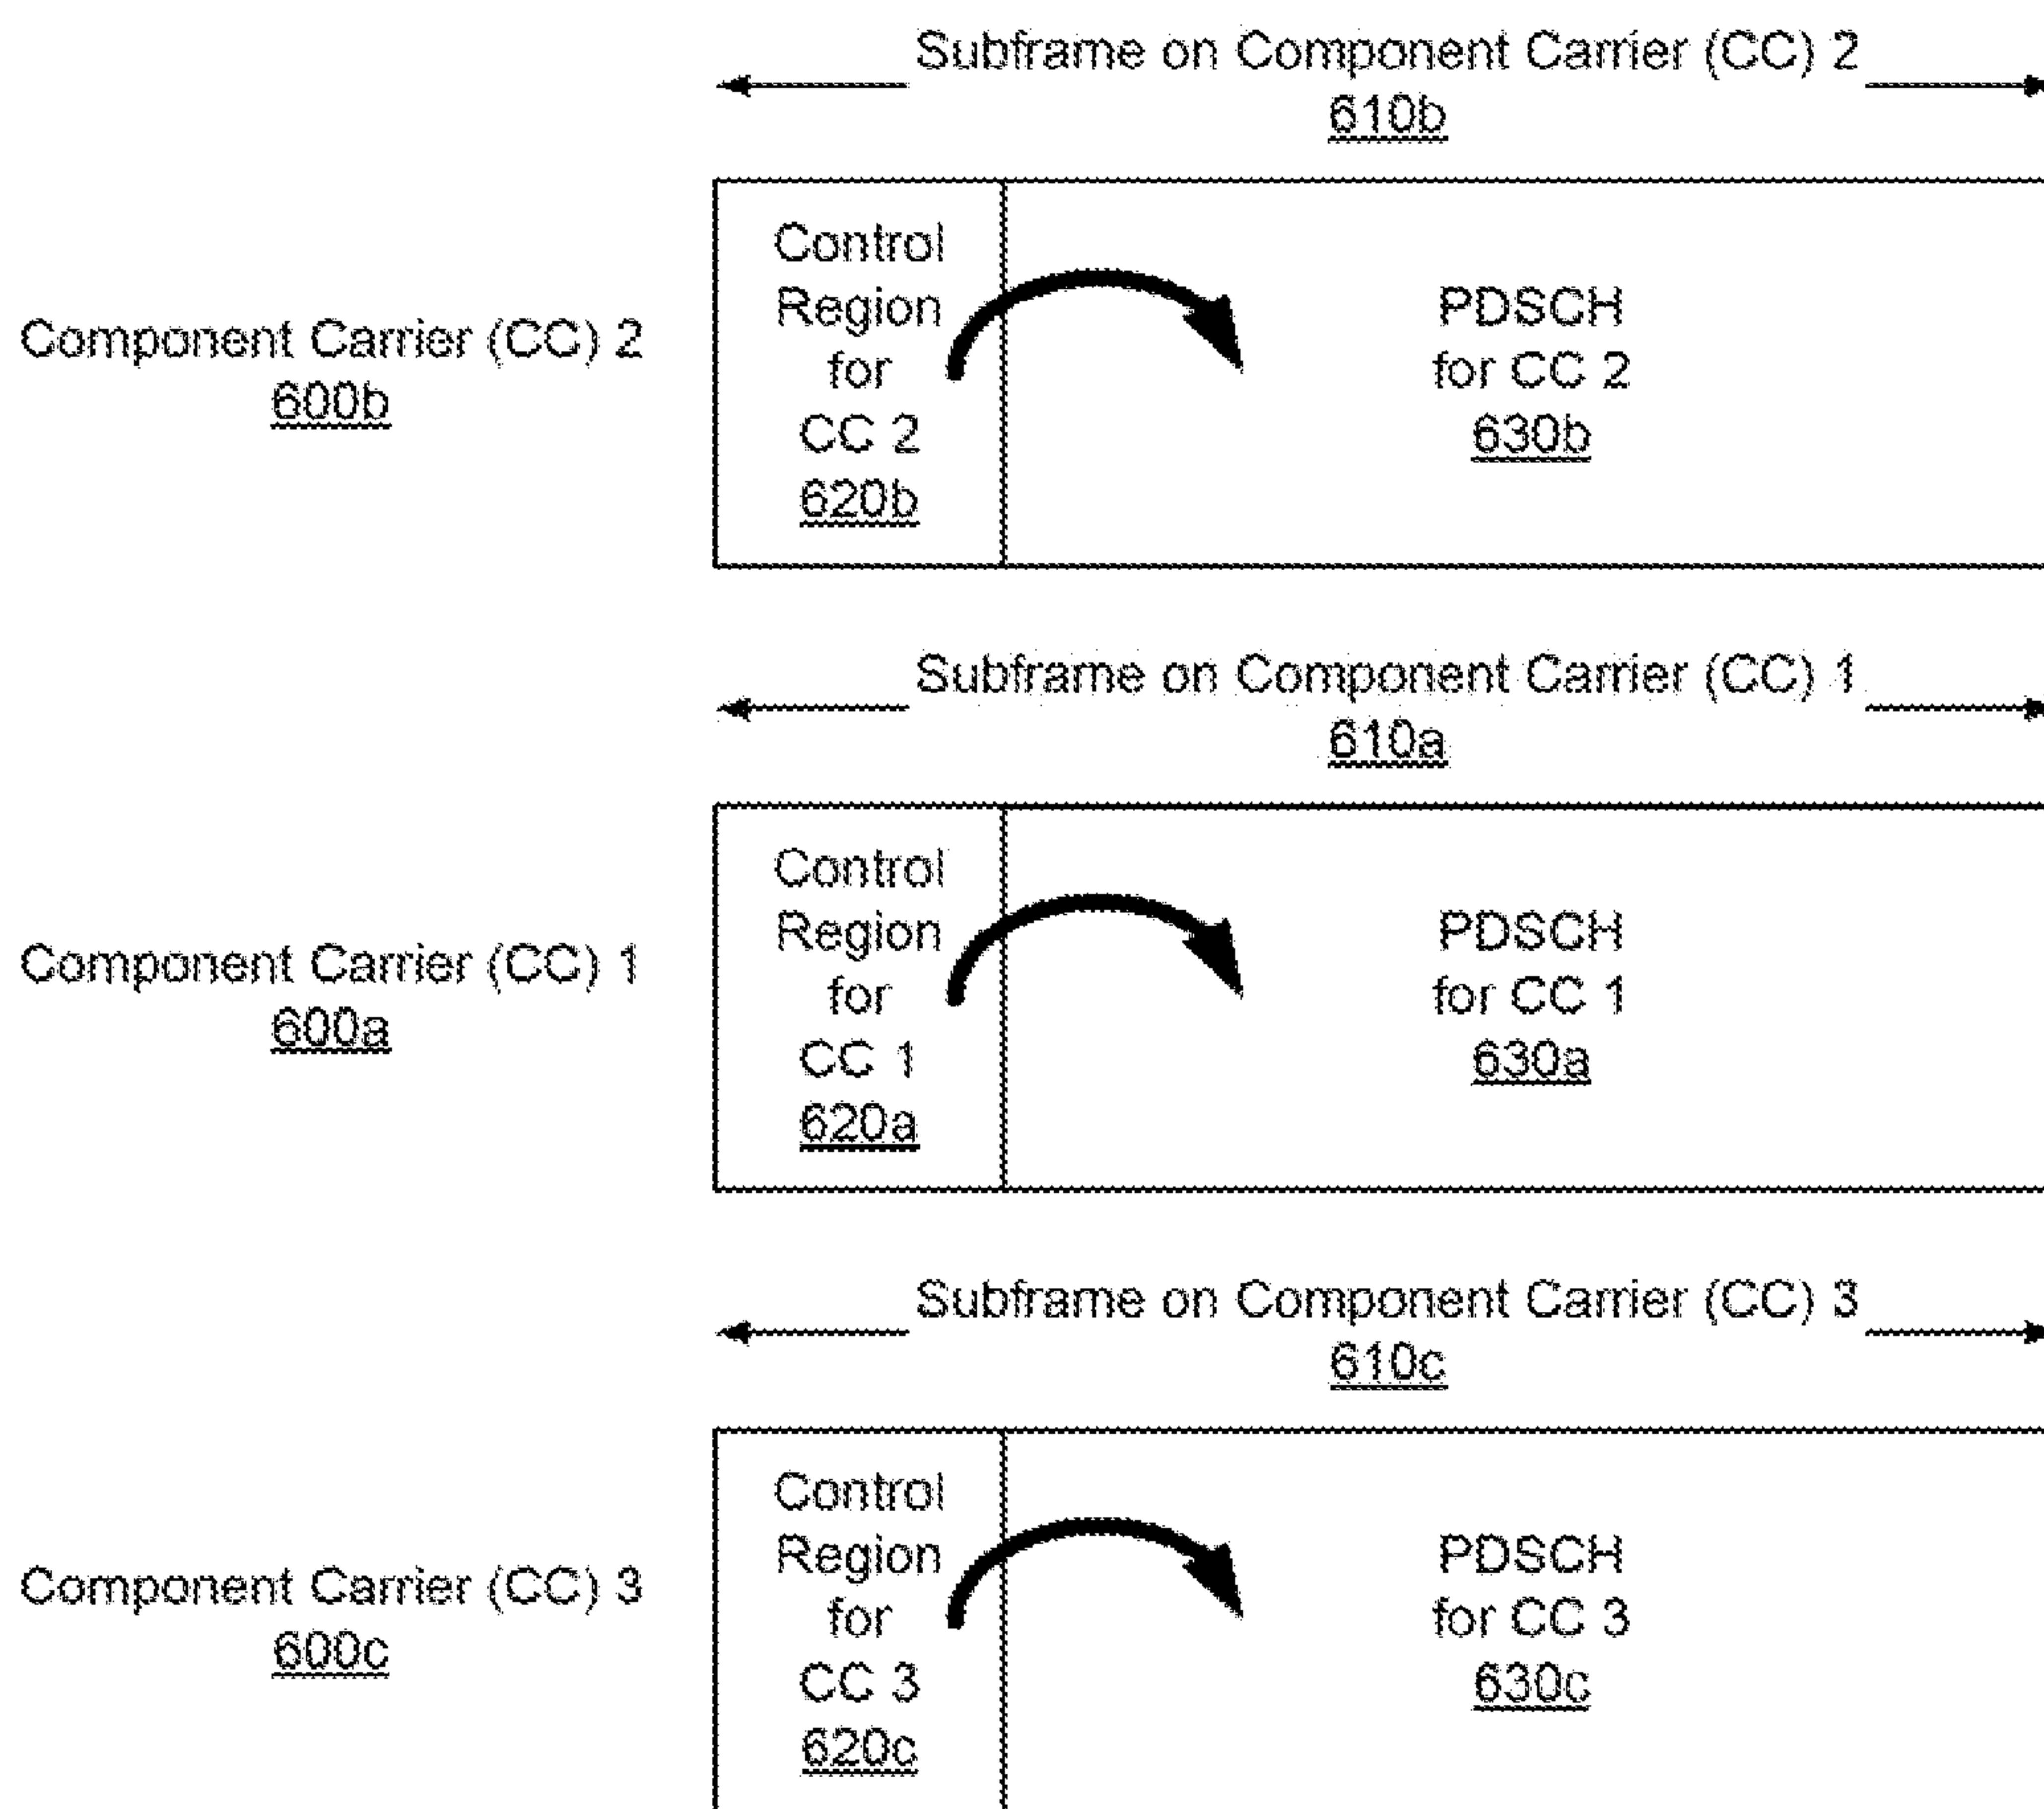 Subframe on Component Carrier (CC) 2
610b
Component Carrier (CC) 2
600b
Control
Region
for
CC 2
620b
PDSCH
for CC 2
630b
Subframe on Component Carrier (CC) 1
610a
Component Carrier (CC) 1
600a
Control
Region
for
CC 1
620a
PDSCH
for CC 1
630a
Subframe on Component Carrier (CC) 3
610c
Component Carrier (CC) 3
600c
Control
Region
for
CC 3
620c
PDSCH
for CC 3
630c